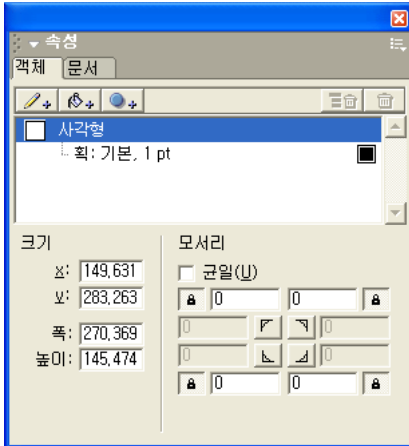 속성
객체 문서
사각형
획: 기본, 1 pt
크기 모서리
x: 149,631 균일(U)
y: 283,263 0 0
폭: 270,369 0 0
높이: 145,474 0 0
0 0